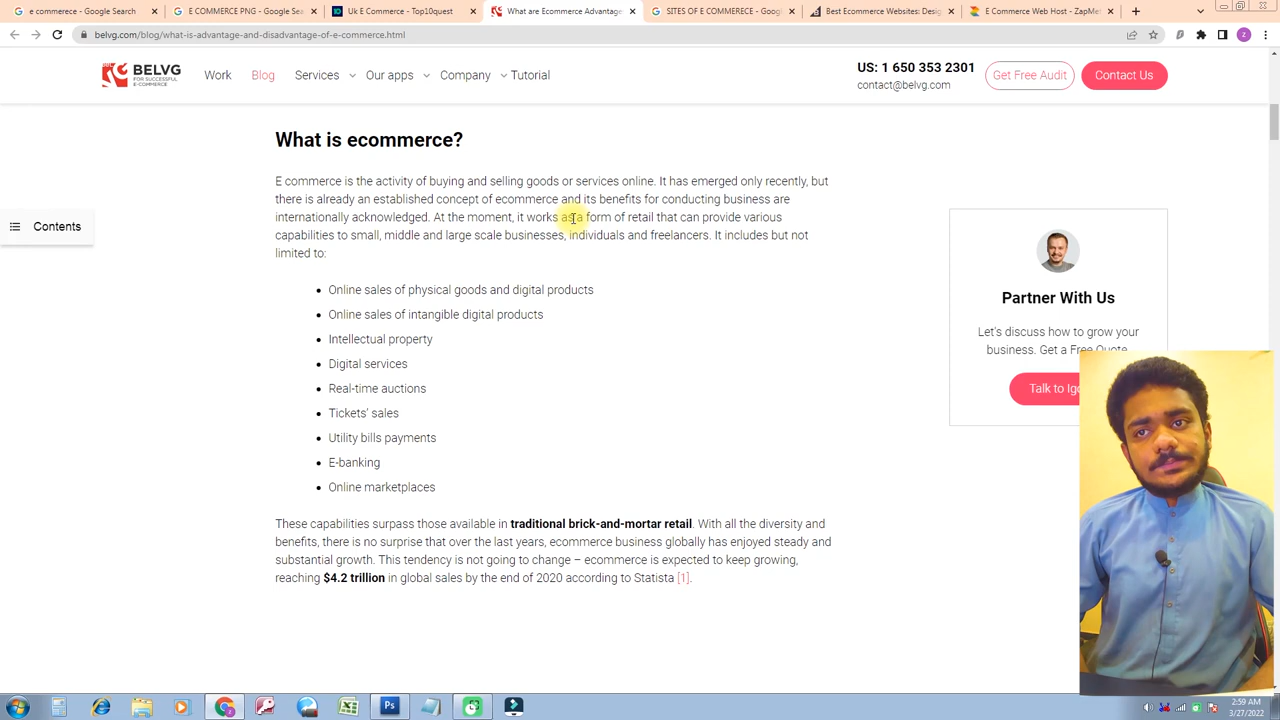 e commerce - Google Search
E COMMERCE PNG - Google Sea
Uk E Commerce - Top10quest
What are Ecommerce Advantage
SITES OF E COMMERECE - Goog
Best Ecommerce Websites: Desig
E Commerce Web Host - ZapMe
belvg.com/blog/what-is-advantage-and-disadvantage-of-e-commerce.html
z
BELVG
FOR SUCCESSFUL
E-COMMERCE
Work
Blog
Services
Our apps
Company
Tutorial
US: 1 650 353 2301
contact@belvg.com
Get Free Audit
Contact Us
What is ecommerce?
E commerce is the activity of buying and selling goods or services online. It has emerged only recently, but
there is already an established concept of ecommerce and its benefits for conducting business are
internationally acknowledged. At the moment, it works as a form of retail that can provide various
capabilities to small, middle and large scale businesses, individuals and freelancers. It includes but not
limited to:
Contents
• Online sales of physical goods and digital products
• Online sales of intangible digital products
• Intellectual property
• Digital services
• Real-time auctions
• Tickets' sales
• Utility bills payments
• E-banking
• Online marketplaces
These capabilities surpass those available in traditional brick-and-mortar retail. With all the diversity and
benefits, there is no surprise that over the last years, ecommerce business globally has enjoyed steady and
substantial growth. This tendency is not going to change – ecommerce is expected to keep growing,
reaching $4.2 trillion in global sales by the end of 2020 according to Statista [1].
Partner With Us
Let's discuss how to grow your
business. Get a Free Quote
Talk to Igo
Ps
2:59 AM
3/27/2022